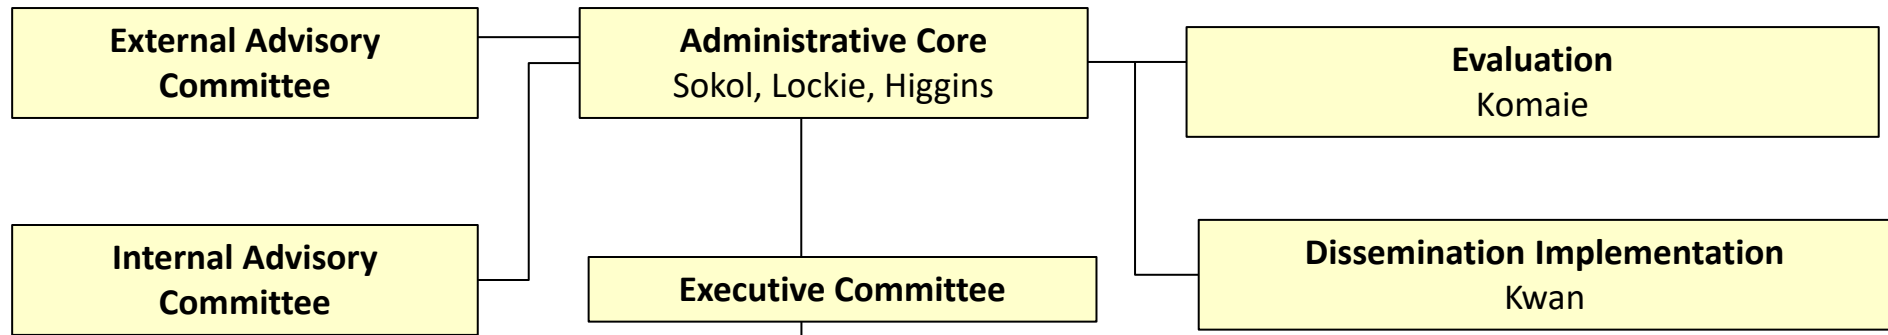 External Advisory
Committee
Administrative Core
Sokol, Lockie, Higgins
Evaluation
Komaie
Internal Advisory
Committee
Executive Committee
Dissemination Implementation
Kwan